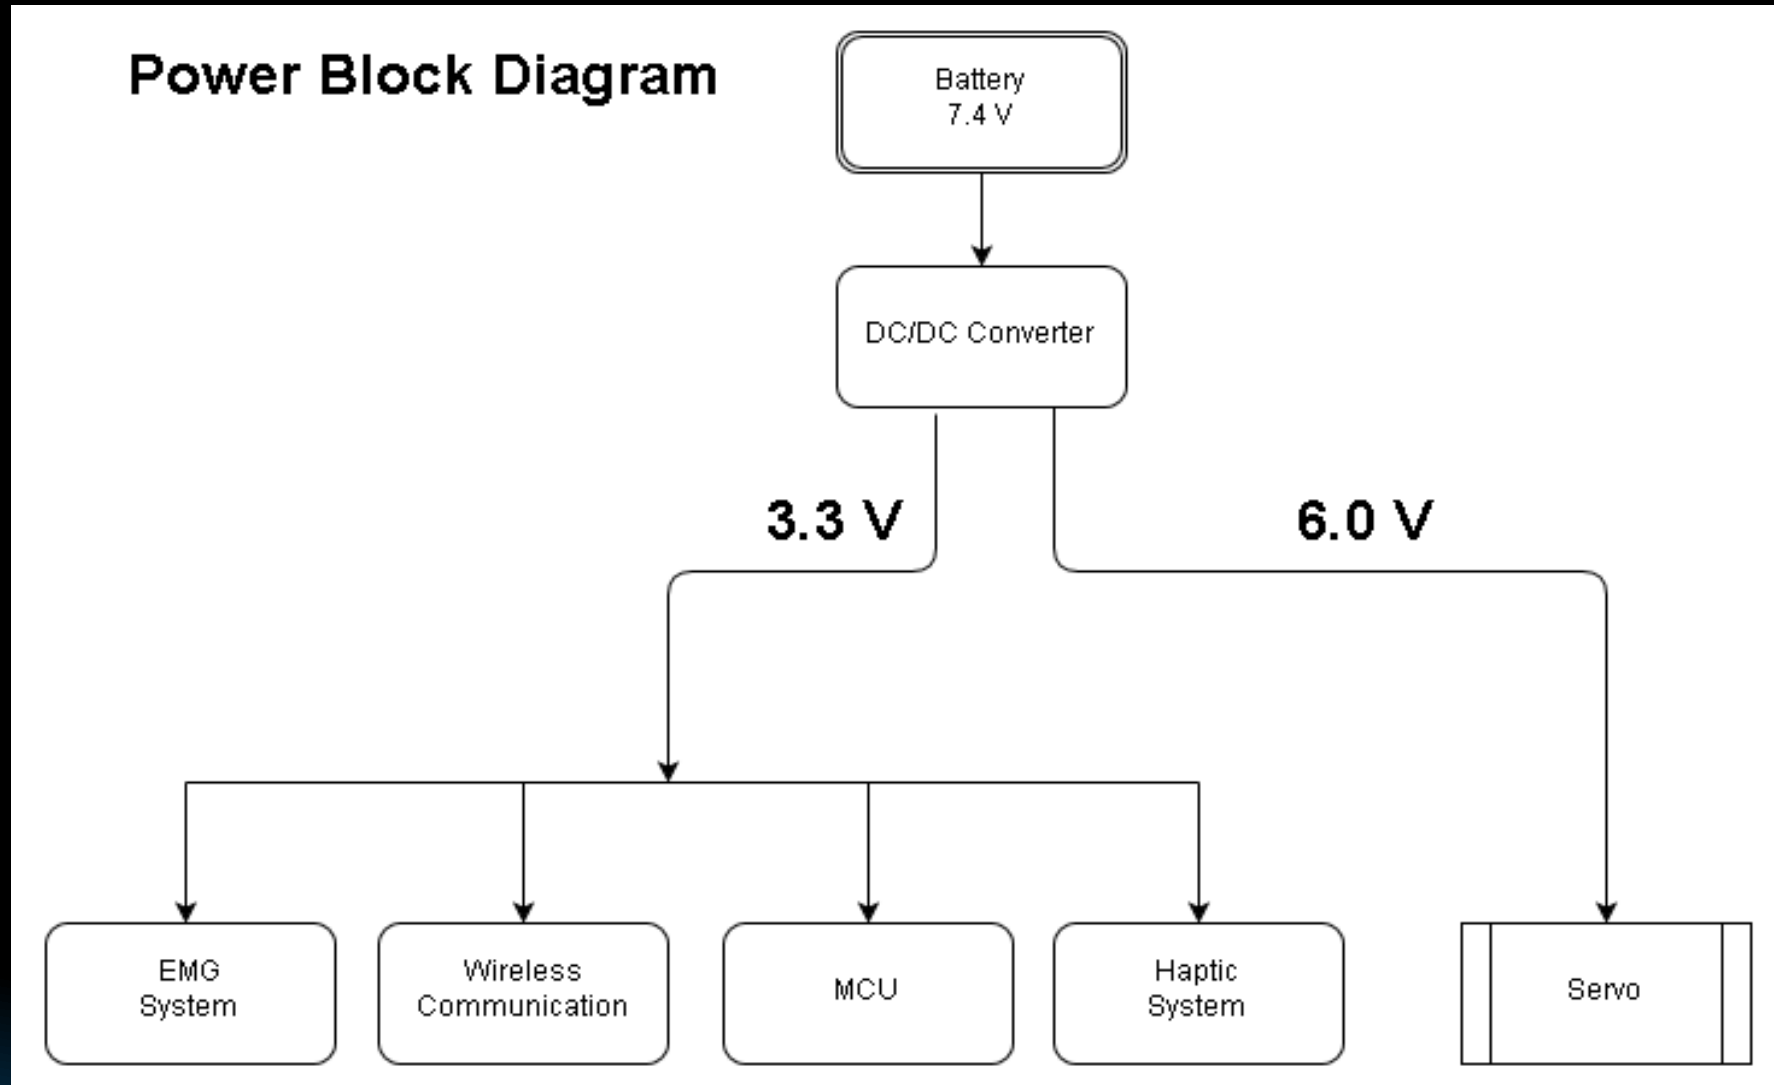 Power Block Diagram
Battery
7.4 V
DC/DC Converter
3.3 V
6.0 V
EMG
System
Wireless
Communication
MCU
Haptic
System
Servo